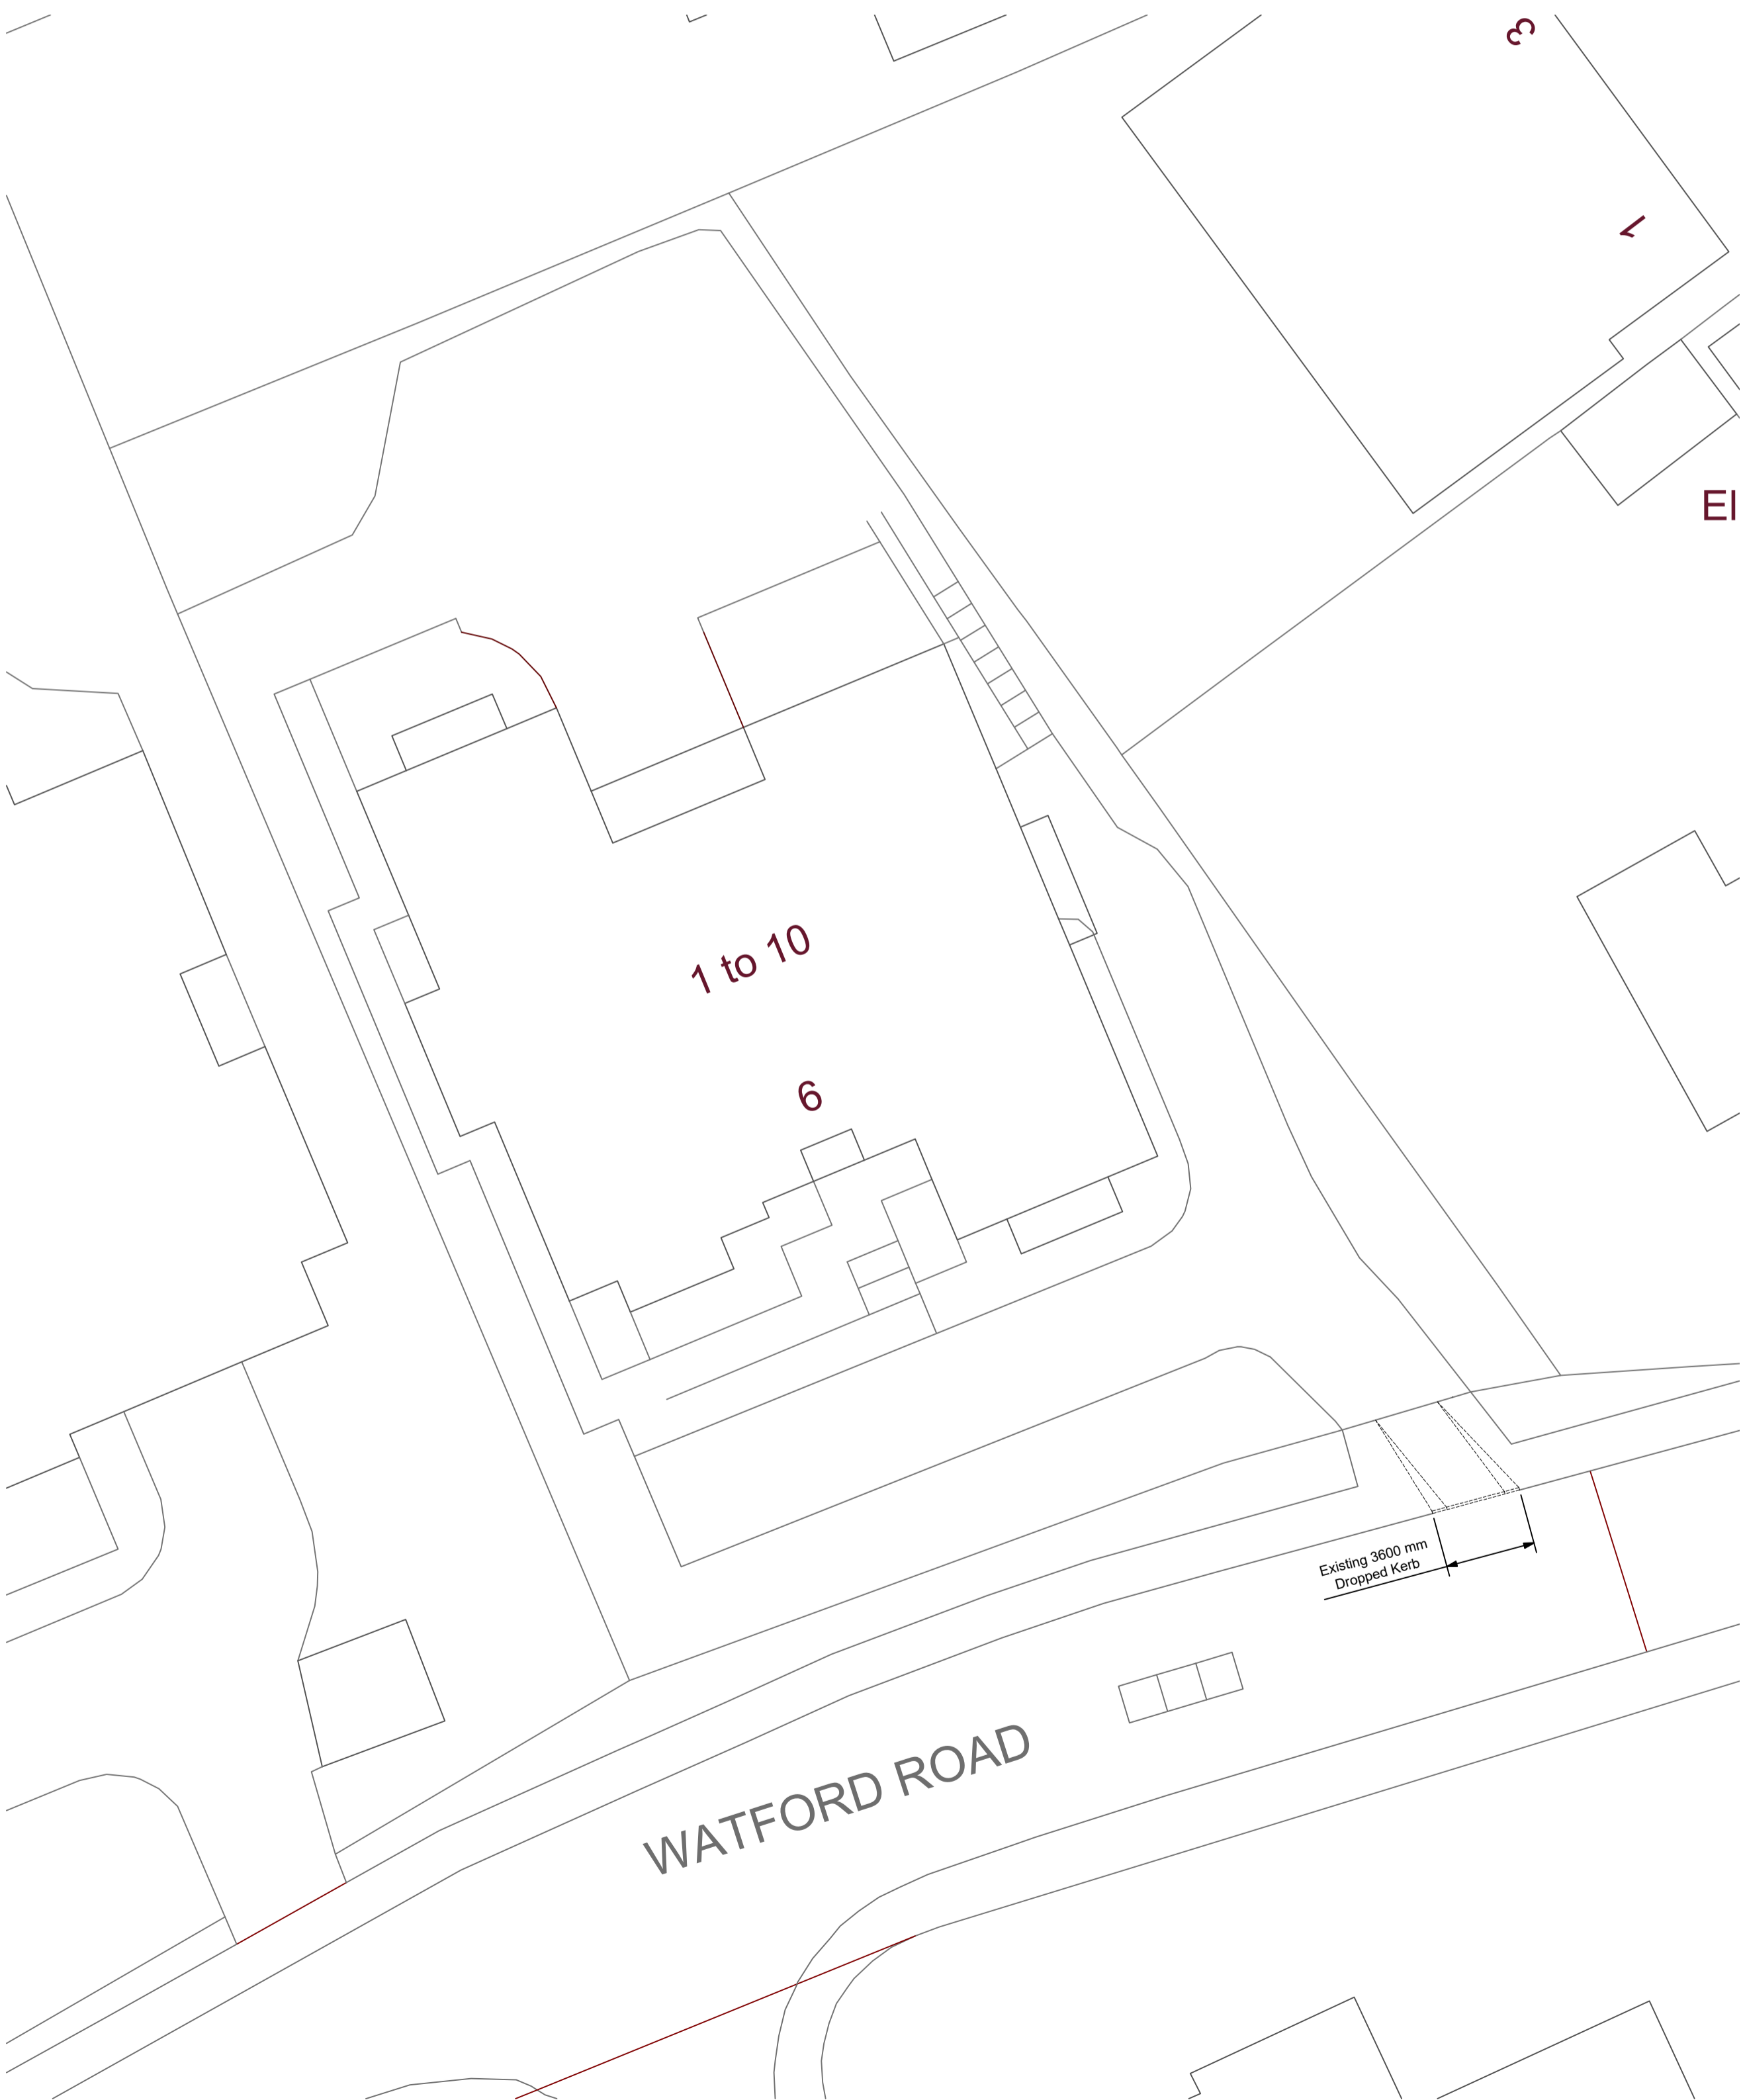 3
1
El
1 to 10
6
Existing 3600 mm
Dropped Kerb
WATFORD ROAD